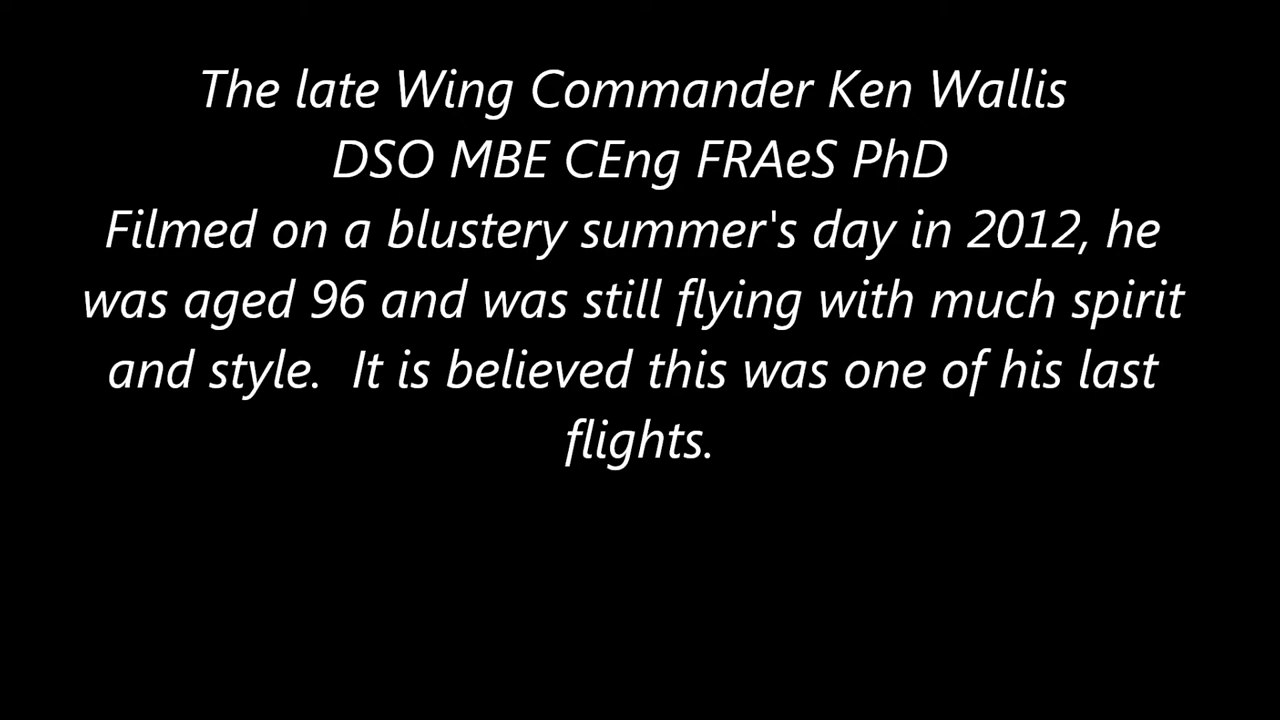 The late Wing Commander Ken Wallis
DSO MBE CEng FRAeS PhD
Filmed on a blustery summer's day in 2012, he
was aged 96 and was still flying with much spirit
and style.  It is believed this was one of his last
flights.